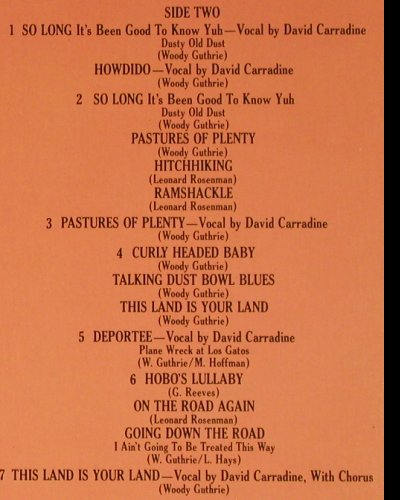 SIDE TWO
1 SO LONG It's Been Good To Know Yuh—Vocal by David Carradine
Dusty Old Dust
(Woody Guthrie)
HOWDIDO—Vocal by David Carradine
(Woody Guthrie)
2 SO LONG It's Been Good To Know Yuh
Dusty Old Dust
(Woody Guthrie)
PASTURES OF PLENTY
(Woody Guthrie)
HITCHHIKING
(Leonard Rosenman)
RAMSHACKLE
(Leonard Rosenman)
3 PASTURES OF PLENTY—Vocal by David Carradine
(Woody Guthrie)
4 CURLY HEADED BABY
(Woody Guthrie)
TALKING DUST BOWL BLUES
(Woody Guthrie)
THIS LAND IS YOUR LAND
(Woody Guthrie)
5 DEPORTEE—Vocal by David Carradine
Plane Wreck at Los Gatos
(W. Guthrie/M. Hoffman)
6 HOBO'S LULLABY
(G. Reeves)
ON THE ROAD AGAIN
(Leonard Rosenman)
GOING DOWN THE ROAD
I Ain't Going To Be Treated This Way
(W. Guthrie/L. Hays)
7 THIS LAND IS YOUR LAND—Vocal by David Carradine, With Chorus
(Woody Guthrie)